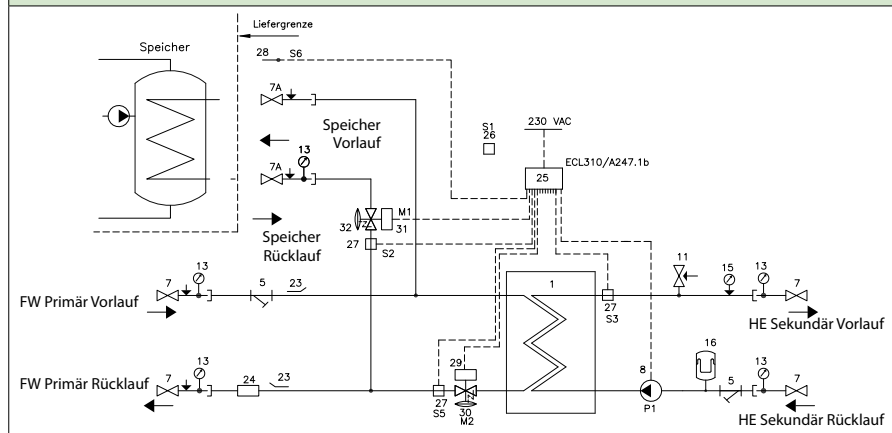 Liefergrenze
Speicher
28 S6
7A
230 VAC
S1
26
Speicher
Vorlauf
13
ECL310/A247.1b
7A
25
M1
32
31
Speicher
Rücklauf
27 S2
7 13 5 23
1
11 15 13 7
FW Primär Vorlauf
27
S3
HE Sekundär Vorlauf
16
7 13 24 23
29
8
5 13 7
FW Primär Rücklauf
27
S5
30
M2
P1
HE Sekundär Rücklauf